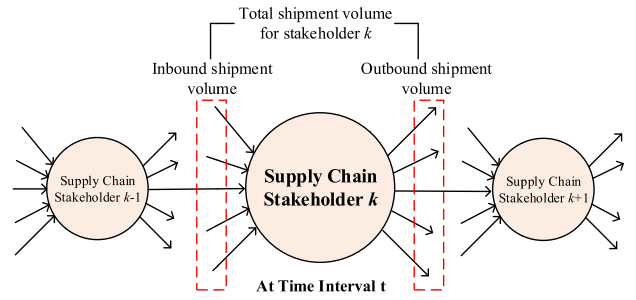 Total shipment volume
for stakeholder k
Inbound shipment
volume
Outbound shipment
volume
Supply Chain
Stakeholder k-1
Supply Chain
Stakeholder k
Supply Chain
Stakeholder k+1
At Time Interval t